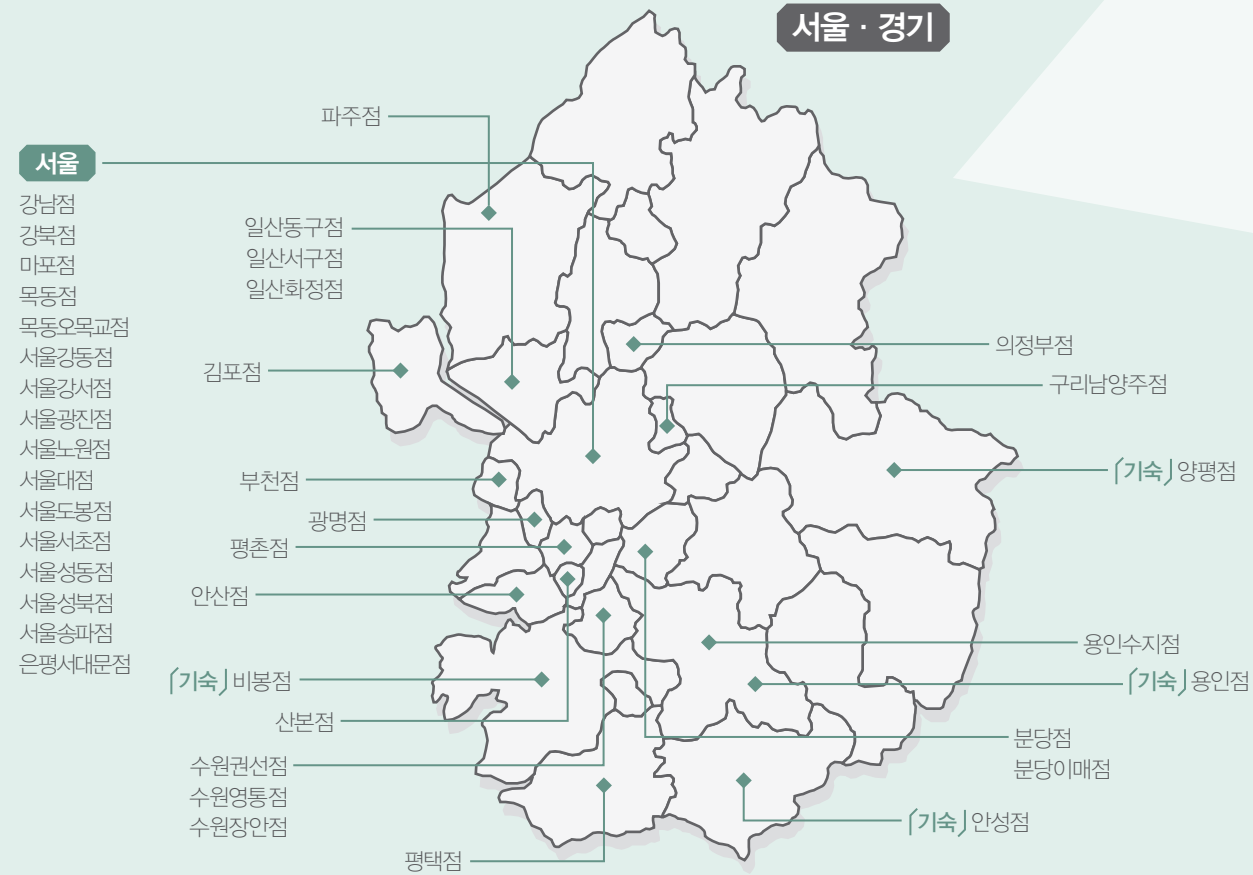 서울 · 경기
서울
강남점
강북점
마포점
목동점
목동오목교점
서울강동점
서울강서점
서울광진점
서울노원점
서울대점
서울도봉점
서울서초점
서울성동점
서울성북점
서울송파점
은평서대문점
파주점
일산동구점
일산서구점
일산화정점
김포점
부천점
광명점
평촌점
안산점
「기숙」 비봉점
산본점
수원권선점
수원영통점
수원장안점
평택점
의정부점
구리남양주점
「기숙」 양평점
용인수지점
「기숙」 용인점
분당점
분당이매점
「기숙」 안성점